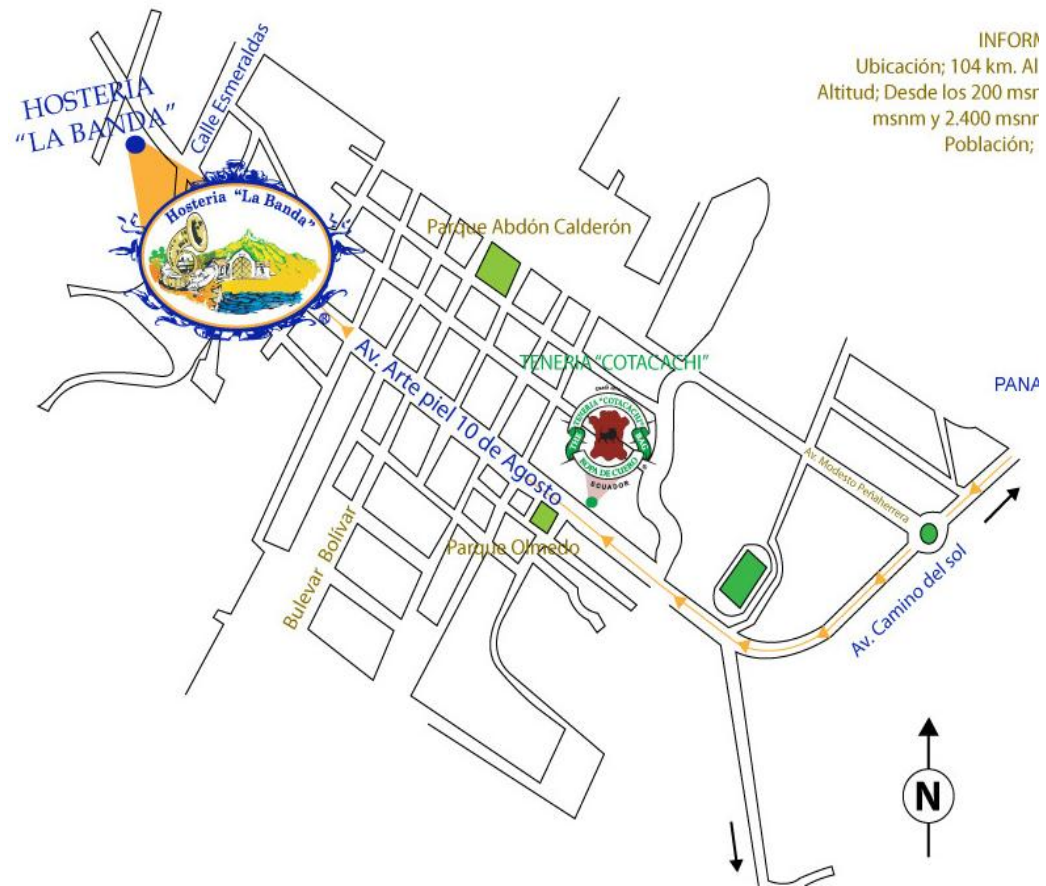 HOSTERIA
"LA BANDA"
Calle Esmeraldas
INFORM
Ubicación; 104 km. Al
Altitud; Desde los 200 msn
msnm y 2.400 msnm
Población;
Hosteria "La Banda"
®
Parque Abdón Calderón
TENERIA "COTACACHI"
TENERIA "COTACACHI"
THE BAG
ROPA DE CUERO
®
ECUADOR
PANA
Av. Arte piel 10 de Agosto
Av. Modesto Peñaherrera
Parque Olmedo
Bulevar Bolívar
Av. Camino del sol
N